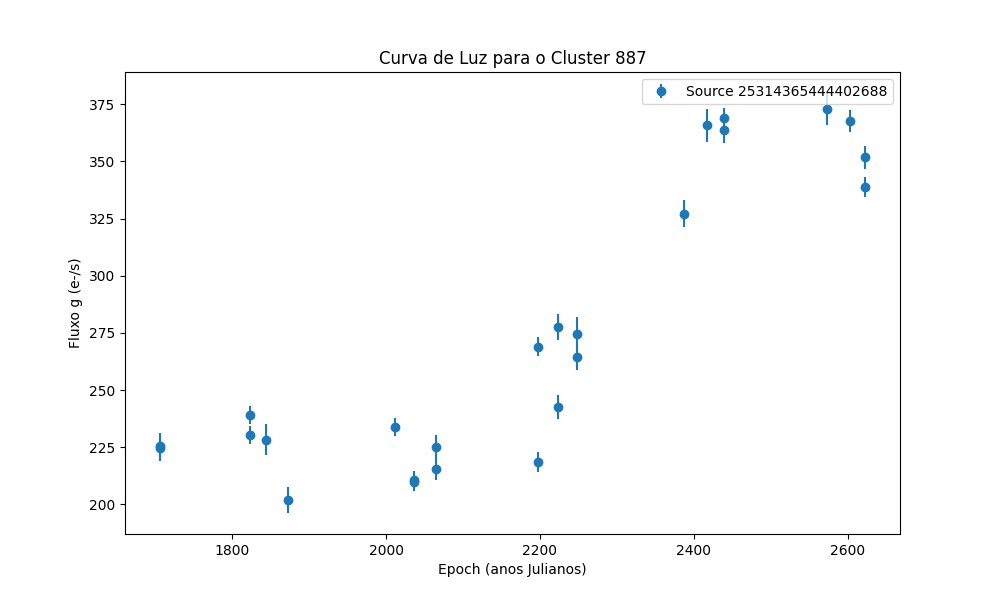 Curva de Luz para o Cluster 887
Source 25314365444402688
375
350
325
300
275
250
225
200
Fluxo g (e-/s)
1800 2000 2200 2400 2600
Epoch (anos Julianos)